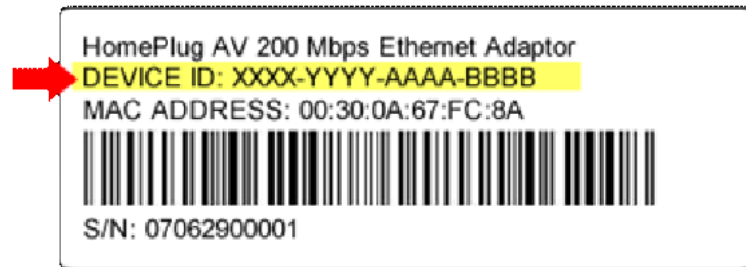 HomePlug AV 200 Mbps Ethernet Adaptor
DEVICE ID: XXXX-YYYY-AAAA-BBBB
MAC ADDRESS: 00:30:0A:67:FC:8A
S/N: 07062900001